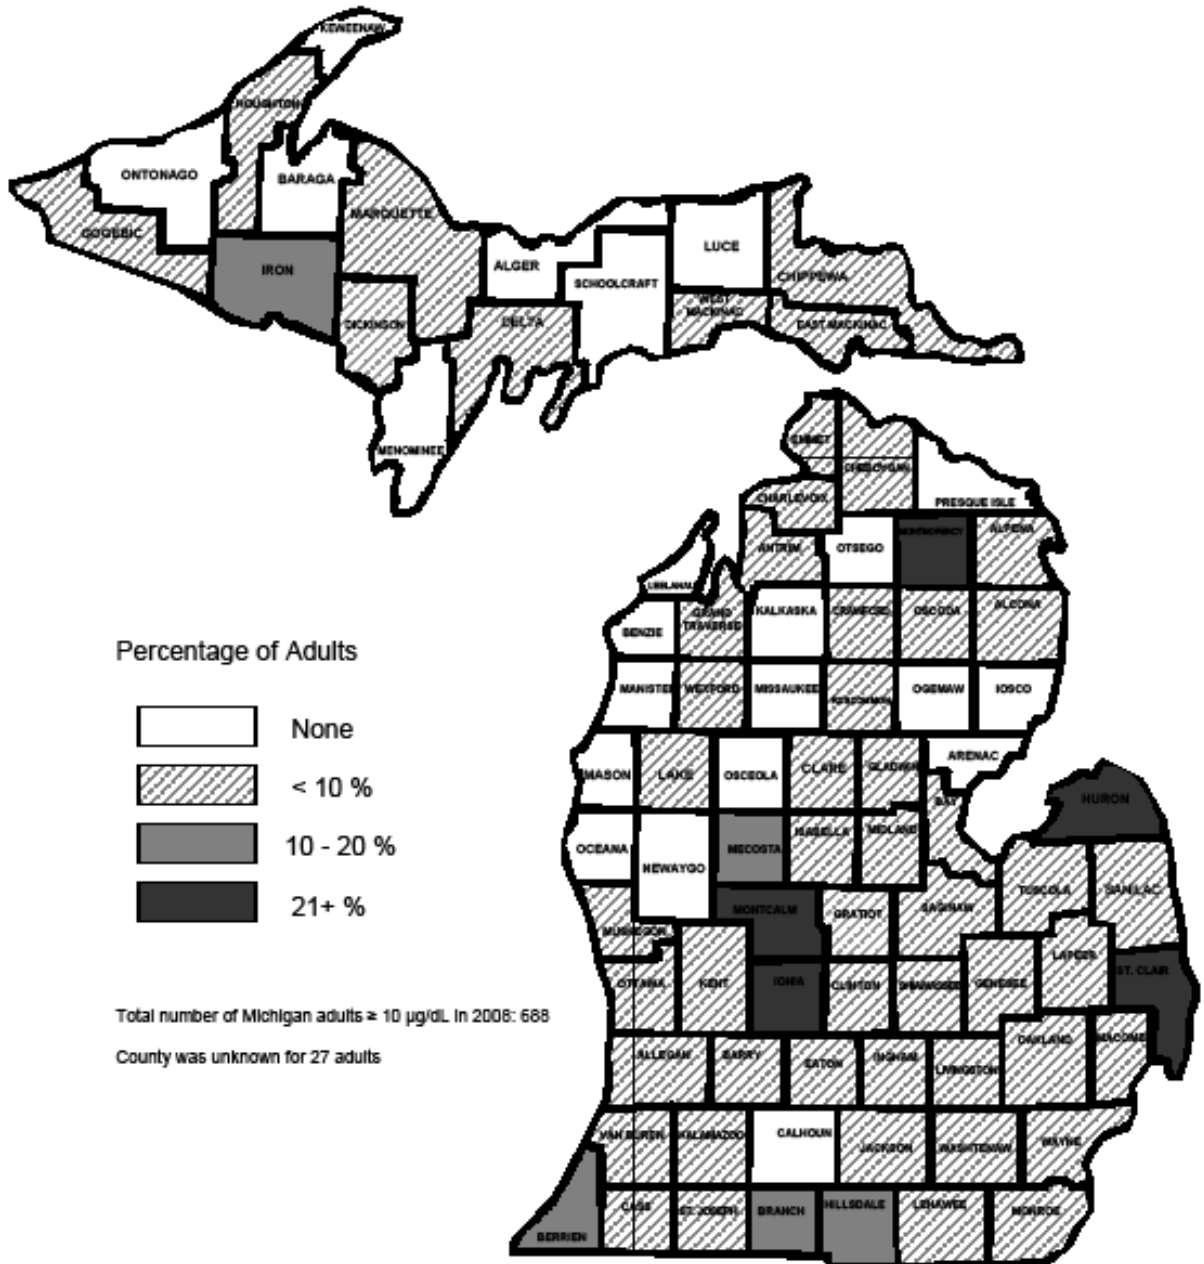 KEWEENAW
HOUGHTON
ONTONAGO
BARAGA
MARQUETTE
GOGEBIC
IRON
ALGER
LUCE
SCHOOLCRAFT
CHIPPEWA
WEST
MACKINAC
DICKINSON
DELTA
EAST MACKINAC
MENOMINEE
EMMET
CHEBOYGAN
CHARLEVOIX
PRESQUE ISLE
ANTRIM
OTSEGO
MONTMORENCY
ALPENA
LEELANAU
GRAND
TRAVERSE
KALKASKA
CRAWFORD
OSCODA
ALCONA
BENZIE
MANISTEE
WEXFORD
MISSAUKEE
ROSCOMMON
OGEMAW
IOSCO
MASON
LAKE
OSCEOLA
CLARE
GLADWIN
ARENAC
BAY
HURON
OCEANA
NEWAYGO
MECOSTA
ISABELLA
MIDLAND
TUSCOLA
SANILAC
MUSKEGON
MONTCALM
GRATIOT
SAGINAW
LAPEER
ST. CLAIR
OTTAWA
KENT
IONIA
CLINTON
SHIAWASSEE
GENESEE
ALLEGAN
BARRY
EATON
INGHAM
LIVINGSTON
OAKLAND
MACOMB
VAN BUREN
KALAMAZOO
CALHOUN
JACKSON
WASHTENAW
WAYNE
BERRIEN
CASS
ST. JOSEPH
BRANCH
HILLSDALE
LENAWEE
MONROE
Percentage of Adults
None
< 10 %
10 - 20 %
21+ %
Total number of Michigan adults ≥ 10 µg/dL in 2008: 688
County was unknown for 27 adults